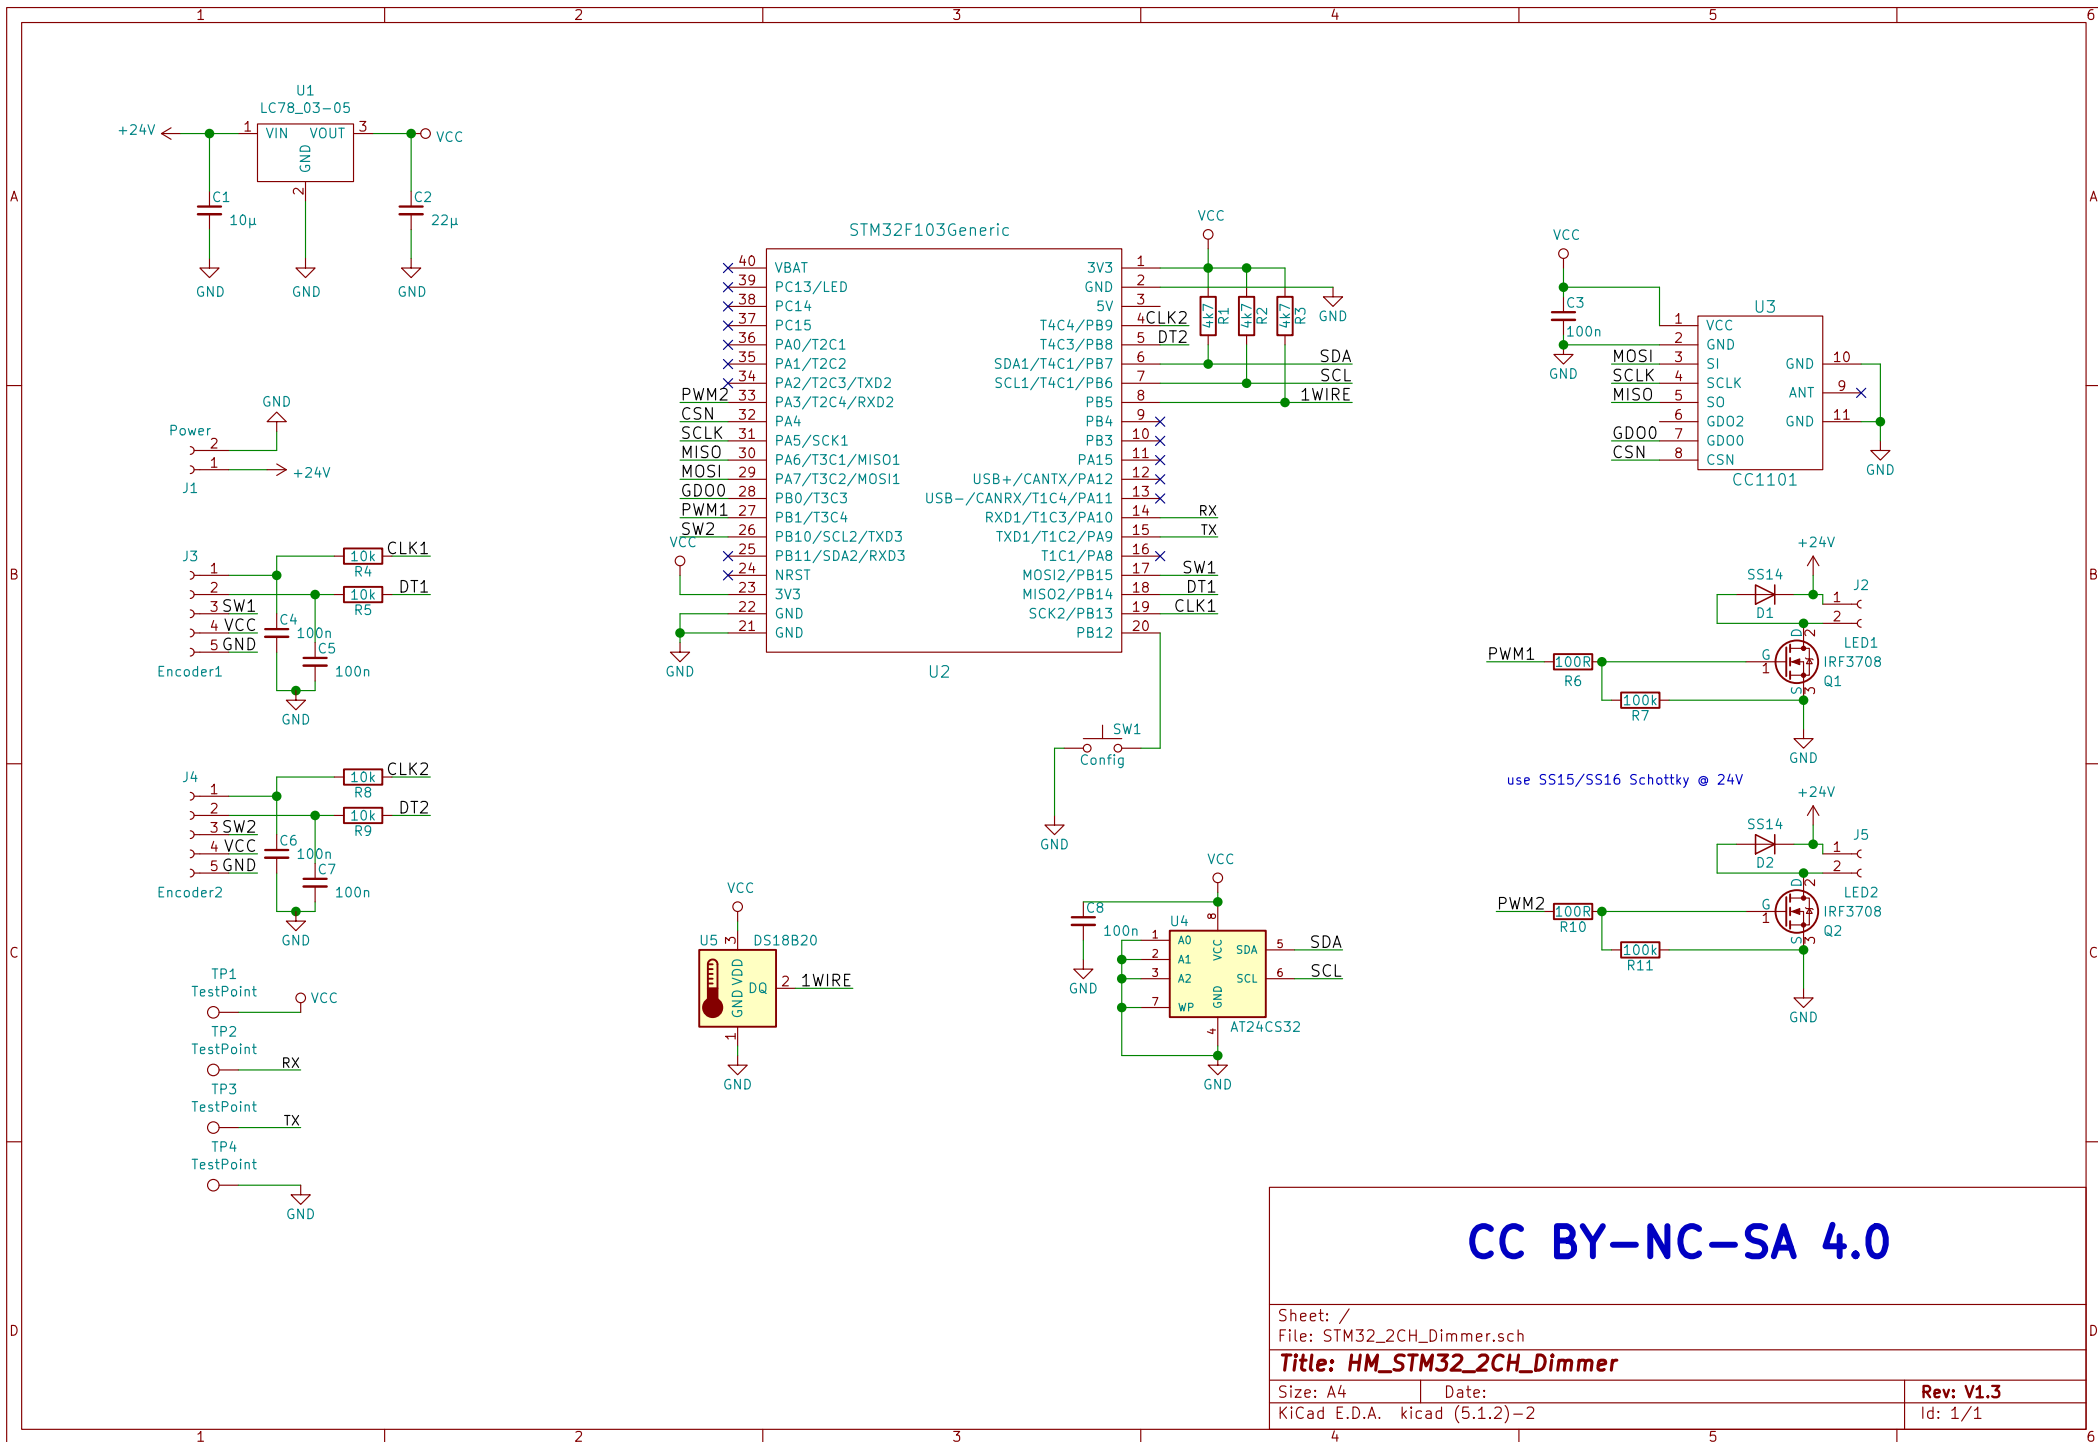 1 2 3 4 5 6
A
B
C
D
A
B
C
D
1 2 3 4 5 6
U1
LC78_03-05
+24V
1 VIN VOUT 3
GND
2
VCC
C1
10µ
C2
22µ
GND
GND
GND
GND
Power
2
1
+24V
J1
J3
1
2
3 SW1
4 VCC
5 GND
Encoder1
10k
R4
CLK1
10k
R5
DT1
C4
100n
C5
100n
GND
J4
1
2
3 SW2
4 VCC
5 GND
Encoder2
10k
R8
CLK2
10k
R9
DT2
C6
100n
C7
100n
GND
TP1
TestPoint
VCC
TP2
TestPoint
RX
TP3
TestPoint
TX
TP4
TestPoint
GND
STM32F103Generic
40 VBAT
39 PC13/LED
38 PC14
37 PC15
36 PA0/T2C1
35 PA1/T2C2
34 PA2/T2C3/TXD2
PWM2 33 PA3/T2C4/RXD2
CSN 32 PA4
SCLK 31 PA5/SCK1
MISO 30 PA6/T3C1/MISO1
MOSI 29 PA7/T3C2/MOSI1
GDO0 28 PB0/T3C3
PWM1 27 PB1/T3C4
SW2 26 PB10/SCL2/TXD3
VCC
25 PB11/SDA2/RXD3
24 NRST
23 3V3
22 GND
21 GND
GND
3V3 1
GND 2
5V 3
T4C4/PB9 4 CLK2
T4C3/PB8 5 DT2
SDA1/T4C1/PB7 6 SDA
SCL1/T4C1/PB6 7 SCL
PB5 8 1WIRE
PB4 9
PB3 10
PA15 11
USB+/CANTX/PA12 12
USB-/CANRX/T1C4/PA11 13
RXD1/T1C3/PA10 14 RX
TXD1/T1C2/PA9 15 TX
T1C1/PA8 16
MOSI2/PB15 17 SW1
MISO2/PB14 18 DT1
SCK2/PB13 19 CLK1
PB12 20
U2
VCC
4k7
R1
4k7
R2
4k7
R3
GND
SW1
Config
GND
VCC
U5
3
DS18B20
GND VDD
DQ
2 1WIRE
1
GND
VCC
C8
100n
GND
U4
8
1 A0
2 A1
3 A2
7 WP
VCC
GND
SDA 5 SDA
SCL 6 SCL
4
AT24CS32
GND
VCC
C3
100n
GND
U3
1 VCC
2 GND
MOSI 3 SI
SCLK 4 SCLK
MISO 5 SO
6 GDO2
GDO0 7 GDO0
CSN 8 CSN
GND 10
ANT 9
GND 11
CC1101
GND
+24V
SS14
D1
J2
1
2
LED1
PWM1
100R
R6
100k
R7
G
1
D
2
S
3
IRF3708
Q1
GND
use SS15/SS16 Schottky @ 24V
+24V
SS14
D2
J5
1
2
LED2
PWM2
100R
R10
100k
R11
G
1
D
2
S
3
IRF3708
Q2
GND
CC BY-NC-SA 4.0
Sheet: /
File: STM32_2CH_Dimmer.sch
Title: HM_STM32_2CH_Dimmer
Size: A4 Date: Rev: V1.3
KiCad E.D.A. kicad (5.1.2)-2 Id: 1/1